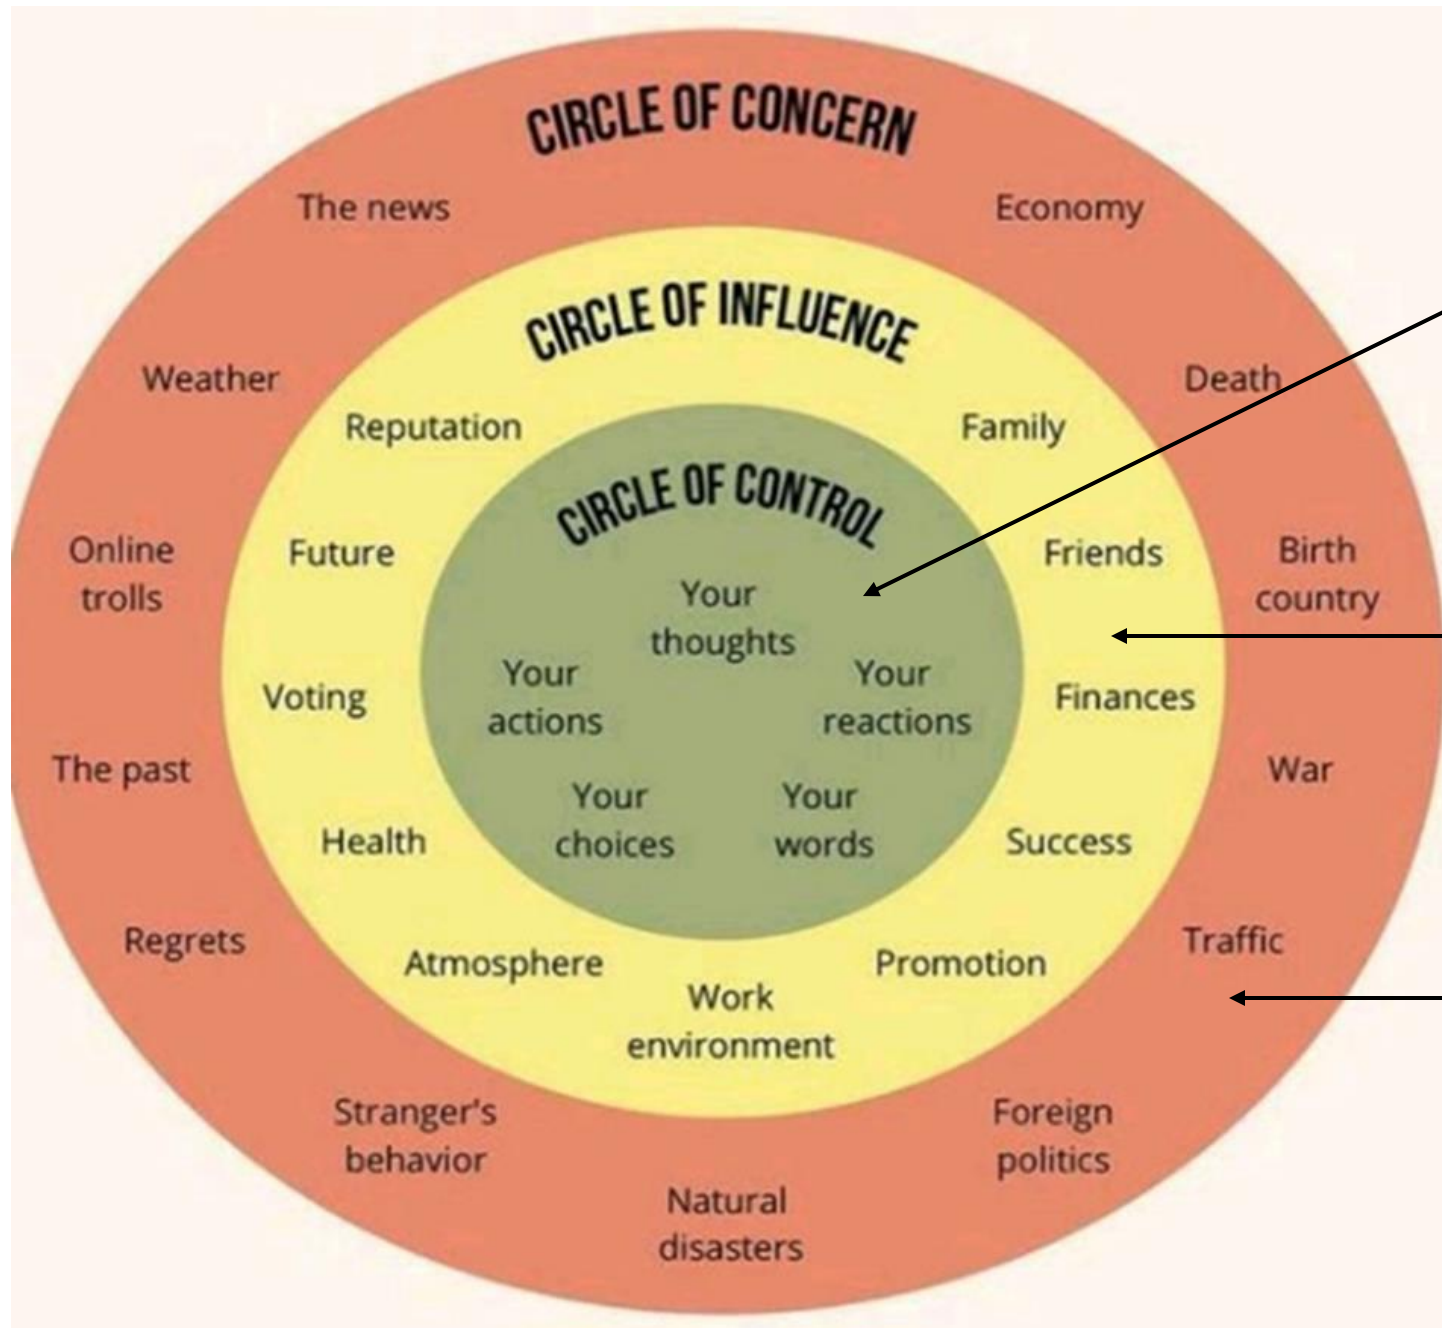 CIRCLE OF CONCERN
The news
Economy
CIRCLE OF INFLUENCE
Weather
Death
Reputation
Family
CIRCLE OF CONTROL
Online
trolls
Future
Friends
Birth
country
Your
thoughts
Your
actions
Your
reactions
Voting
Finances
The past
War
Your
choices
Your
words
Health
Success
Regrets
Traffic
Atmosphere
Promotion
Work
environment
Stranger's
behavior
Foreign
politics
Natural
disasters